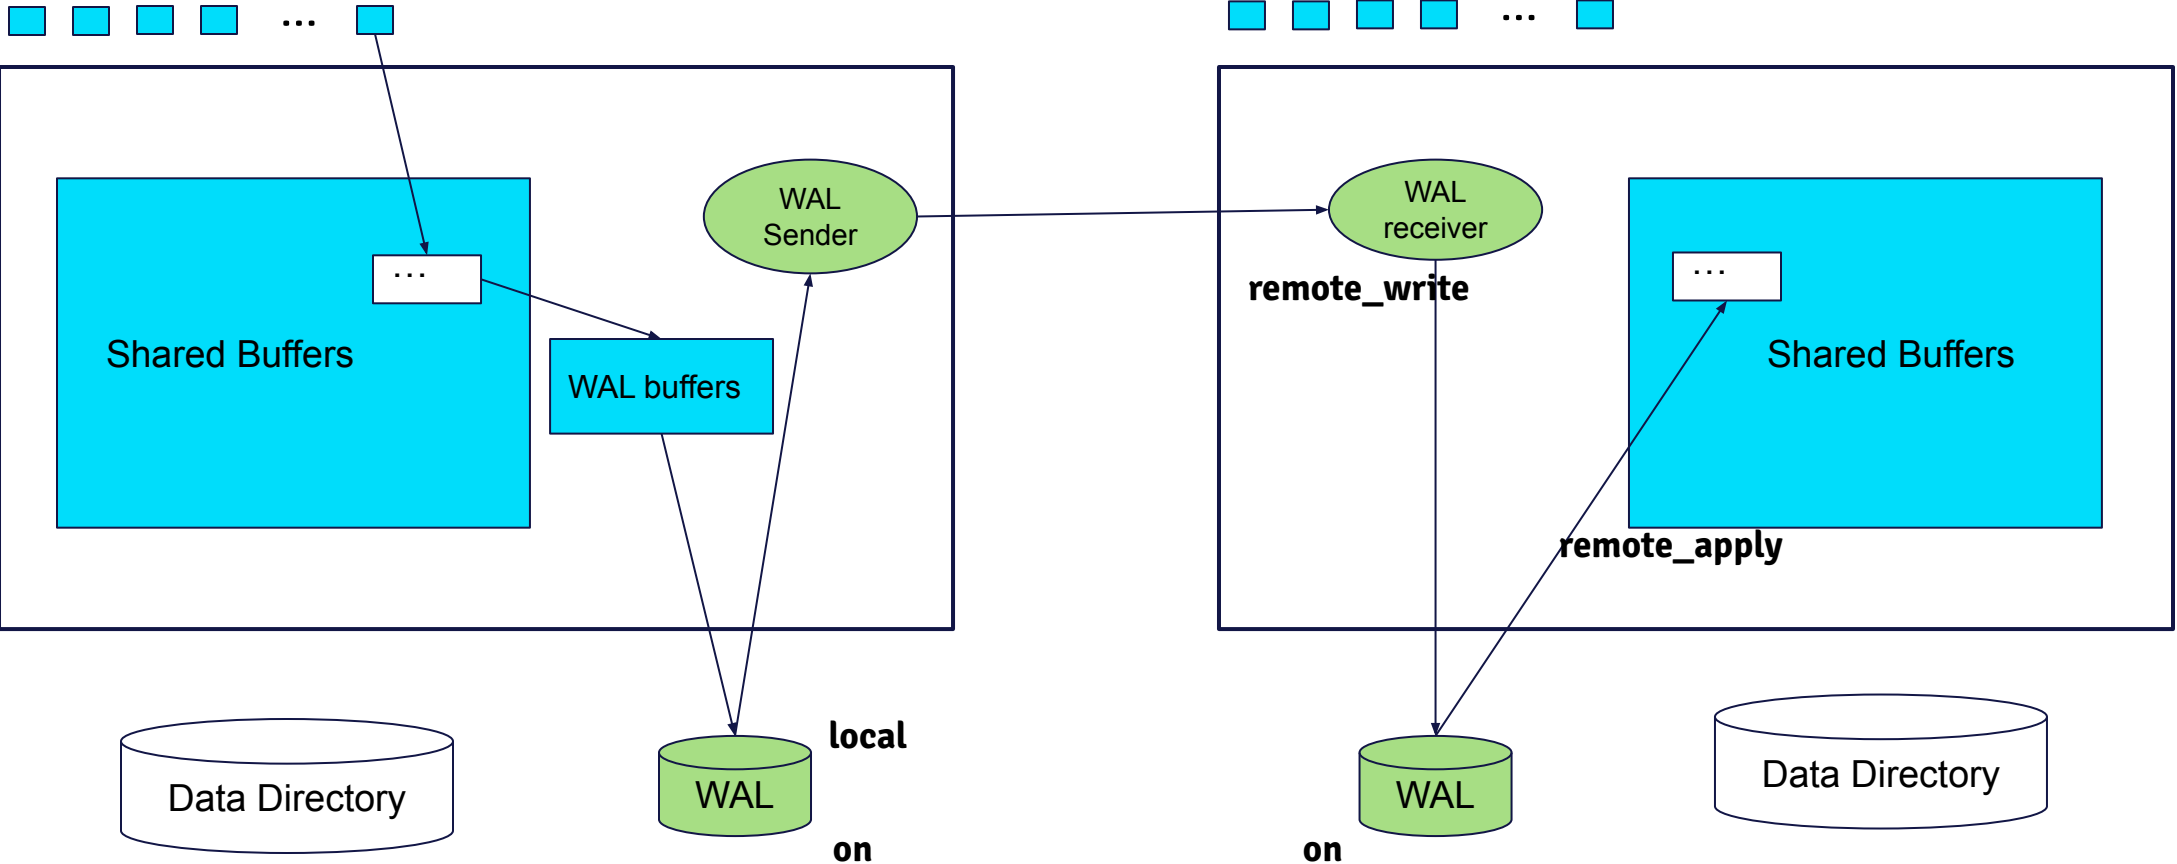 ...
...
WAL
Sender
...
Shared Buffers
WAL buffers
local
Data Directory
WAL
on
WAL
receiver
remote_write
...
Shared Buffers
remote_apply
WAL
Data Directory
on